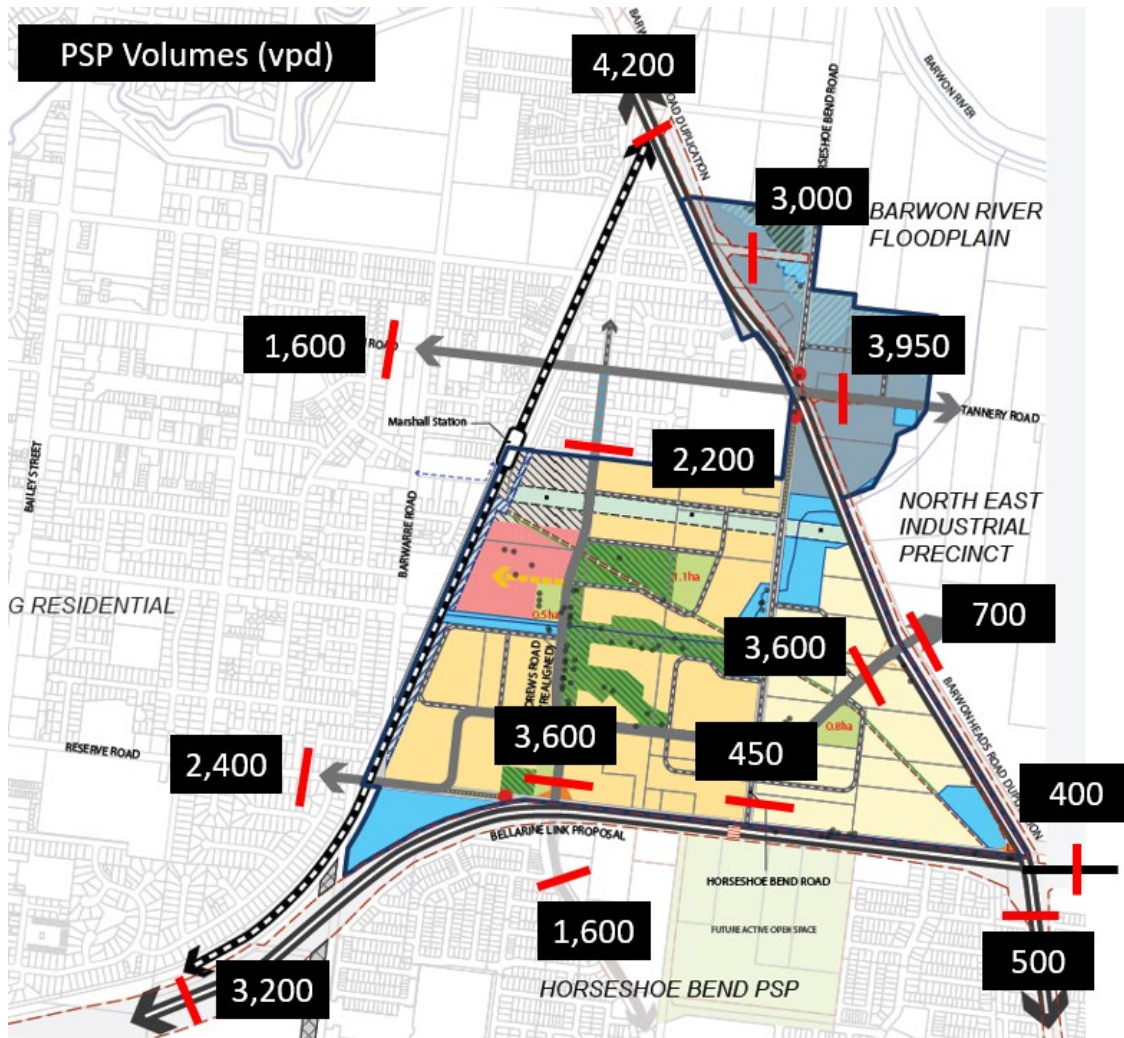 PSP Volumes (vpd)
4,200
BARWON RIVER
ROAD DUPLICATION
HORSESHOE BEND ROAD
BARWON RIVER
3,000
BARWON RIVER
FLOODPLAIN
1,600
ROAD
3,950
TANNERY ROAD
Marshall Station
2,200
BAILEY STREET
BARWARRE ROAD
NORTH EAST
INDUSTRIAL
PRECINCT
1.1ha
G RESIDENTIAL
0.5ha
700
3,600
REWS ROAD
(REALIGNED)
0.8ha
BARWON HEADS ROAD DUPLICATION
RESERVE ROAD
2,400
3,600
450
400
BELLARINE LINK PROPOSAL
HORSESHOE BEND ROAD
1,600
FUTURE ACTIVE OPEN SPACE
500
3,200
HORSESHOE BEND PSP